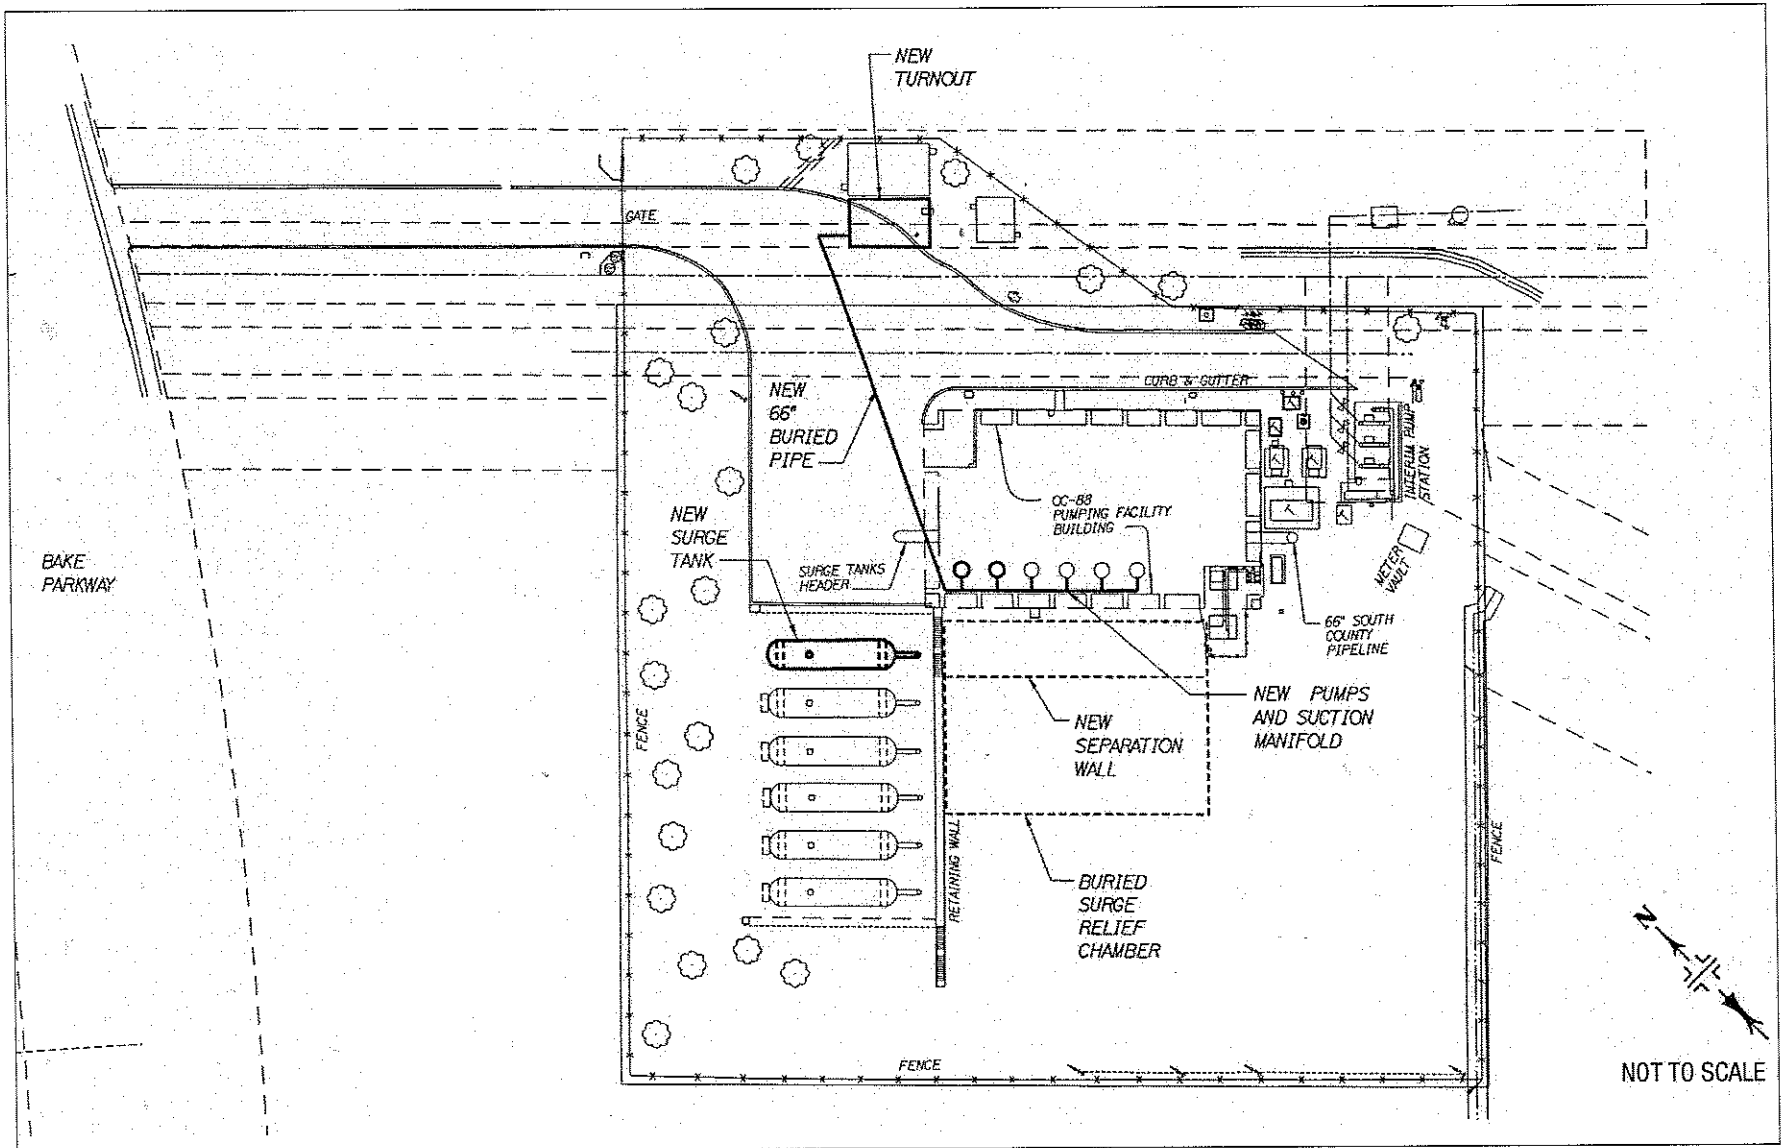 NEW
TURNOUT
GATE
CURB & GUTTER
NEW
66"
BURIED
PIPE
INTERIM PUMP
STATION
OC-88
PUMPING FACILITY
BUILDING
NEW
SURGE
TANK
SURGE TANKS
HEADER
METER
VAULT
BAKE
PARKWAY
66" SOUTH
COUNTY
PIPELINE
NEW PUMPS
AND SUCTION
MANIFOLD
NEW
SEPARATION
WALL
FENCE
RETAINING WALL
FENCE
BURIED
SURGE
RELIEF
CHAMBER
N
FENCE
NOT TO SCALE